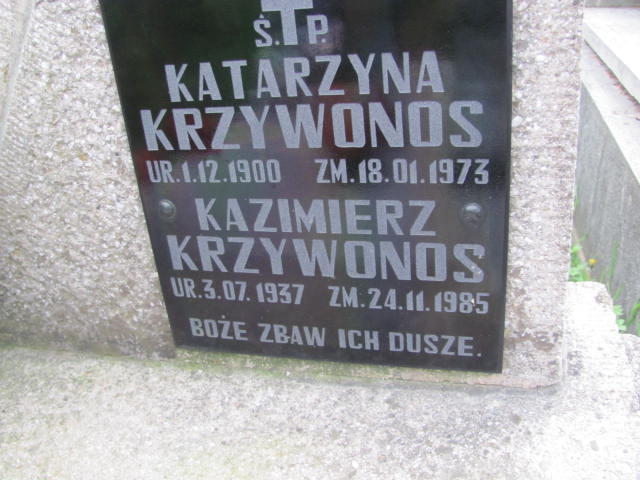 Ś. P.
KATARZYNA
KRZYWONOS
UR.1.12.1900 ZM.18.01.1973
KAZIMIERZ
KRZYWONOS
UR.3.07.1937 ZM.24.11.1985
BOŻE ZBAW ICH DUSZE.